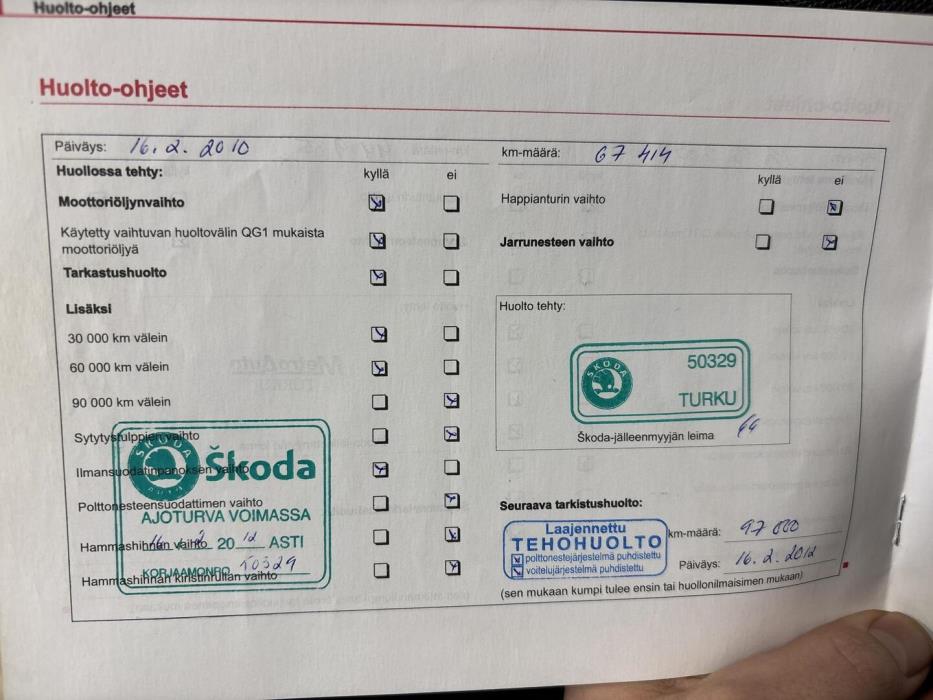 Huolto-ohjeet
Huolto-ohjeet
Päiväys: 16.2.2010
km-määrä: 67 414
Huollossa tehty: kyllä ei
Moottoriöljynvaihto
Käytetty vaihtuvan huoltovälin QG1 mukaista
moottoriöljyä
Tarkastushuolto
Lisäksi
30 000 km välein
60 000 km välein
90 000 km välein
Sytytystulppien vaihto
Ilmansuodatinpanoksen vaihto
Polttonesteensuodattimen vaihto
Hammashihnan vaihto
Hammashihnan kiristinrullan vaihto
SKODA
AUTO
Škoda
AJOTURVA VOIMASSA
16 2 2012 ASTI
KORJAAMONRO 50329
kyllä ei
Happianturin vaihto
Jarrunesteen vaihto
Huolto tehty:
SKODA
50329
TURKU
Škoda-jälleenmyyjän leima
Seuraava tarkistushuolto:
Laajennettu
TEHOHUOLTO
polttonestejärjestelmä puhdistettu
voitelujärjestelmä puhdistettu
km-määrä: 97 000
Päiväys: 16.2.2012
(sen mukaan kumpi tulee ensin tai huollonilmaisimen mukaan)